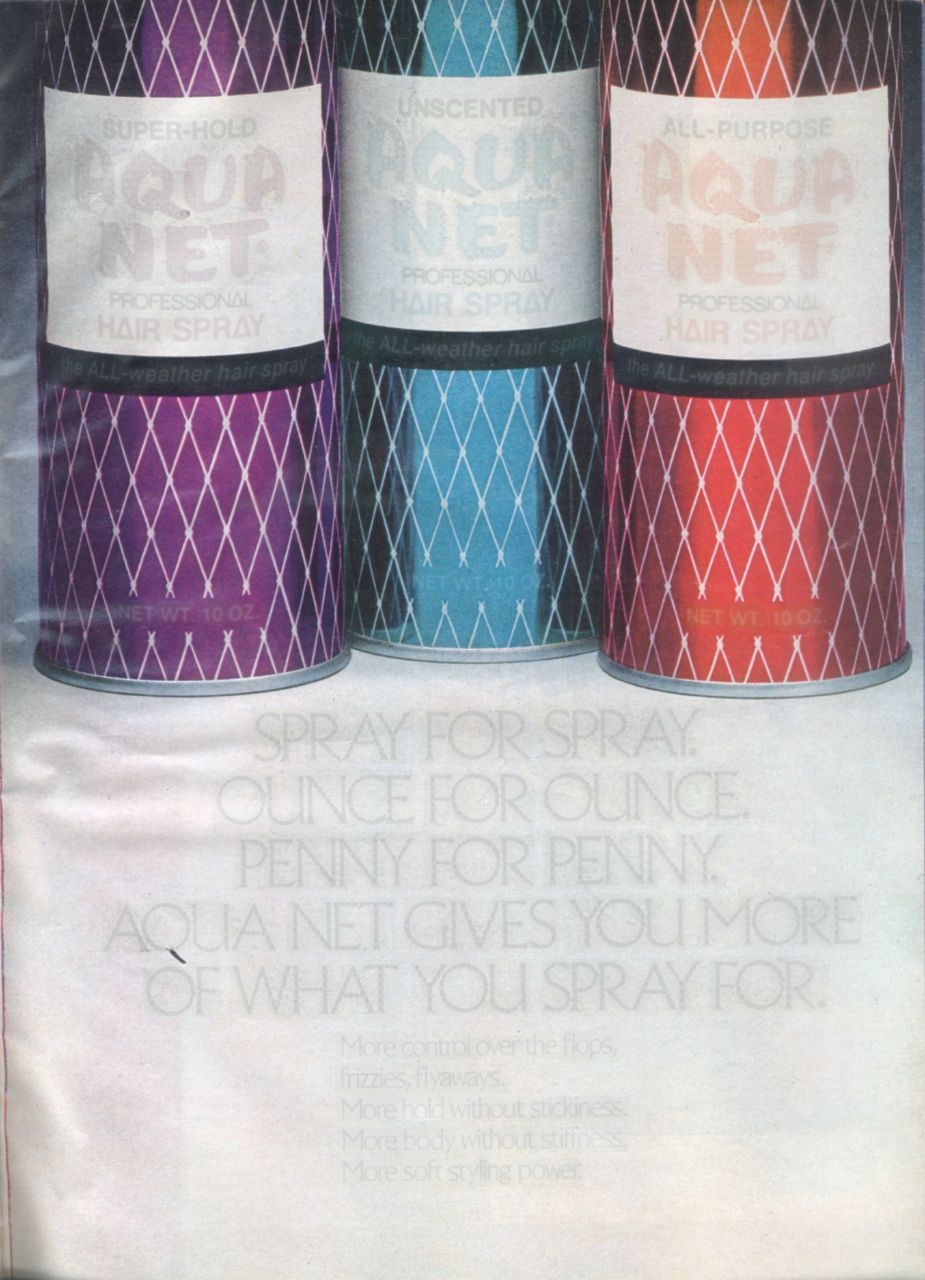 SUPER-HOLD
AQUA
NET
PROFESSIONAL
HAIR SPRAY
the ALL-weather hair spray
NET WT. 10 OZ.
UNSCENTED
AQUA
NET
PROFESSIONAL
HAIR SPRAY
the ALL-weather hair spray
NET WT. 10 OZ.
ALL-PURPOSE
AQUA
NET
PROFESSIONAL
HAIR SPRAY
the ALL-weather hair spray
NET WT. 10 OZ.
SPRAY FOR SPRAY.
OUNCE FOR OUNCE.
PENNY FOR PENNY.
AQUA NET GIVES YOU MORE
OF WHAT YOU SPRAY FOR.
More control over the flops,
frizzies, flyaways.
More hold without stickiness.
More body without stiffness.
More soft styling power.